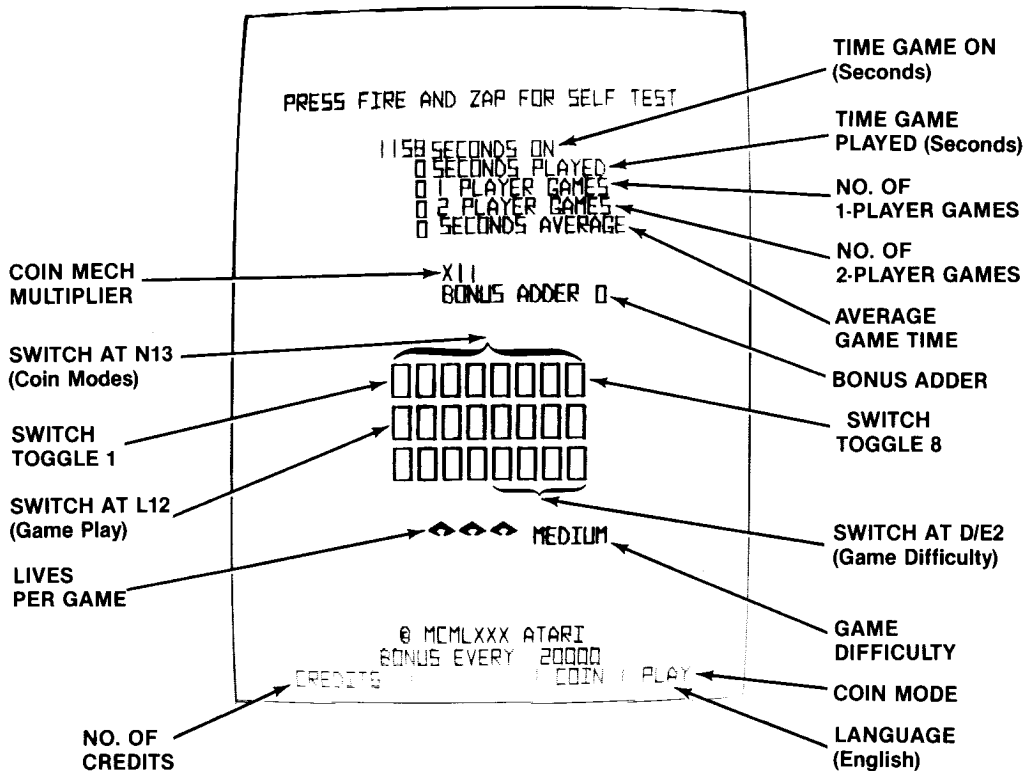 TIME GAME ON
(Seconds)
PRESS FIRE AND ZAP FOR SELF TEST
TIME GAME
PLAYED (Seconds)
1158 SECONDS ON
0 SECONDS PLAYED
0 1 PLAYER GAMES
0 2 PLAYER GAMES
0 SECONDS AVERAGE
NO. OF
1-PLAYER GAMES
NO. OF
2-PLAYER GAMES
COIN MECH
MULTIPLIER
X11
BONUS ADDER 0
AVERAGE
GAME TIME
SWITCH AT N13
(Coin Modes)
BONUS ADDER
SWITCH
TOGGLE 1
SWITCH
TOGGLE 8
SWITCH AT L12
(Game Play)
SWITCH AT D/E2
(Game Difficulty)
MEDIUM
LIVES
PER GAME
GAME
DIFFICULTY
MCMLXXX ATARI
BONUS EVERY 20000
CREDITS 1 COIN 1 PLAY
COIN MODE
NO. OF
CREDITS
LANGUAGE
(English)